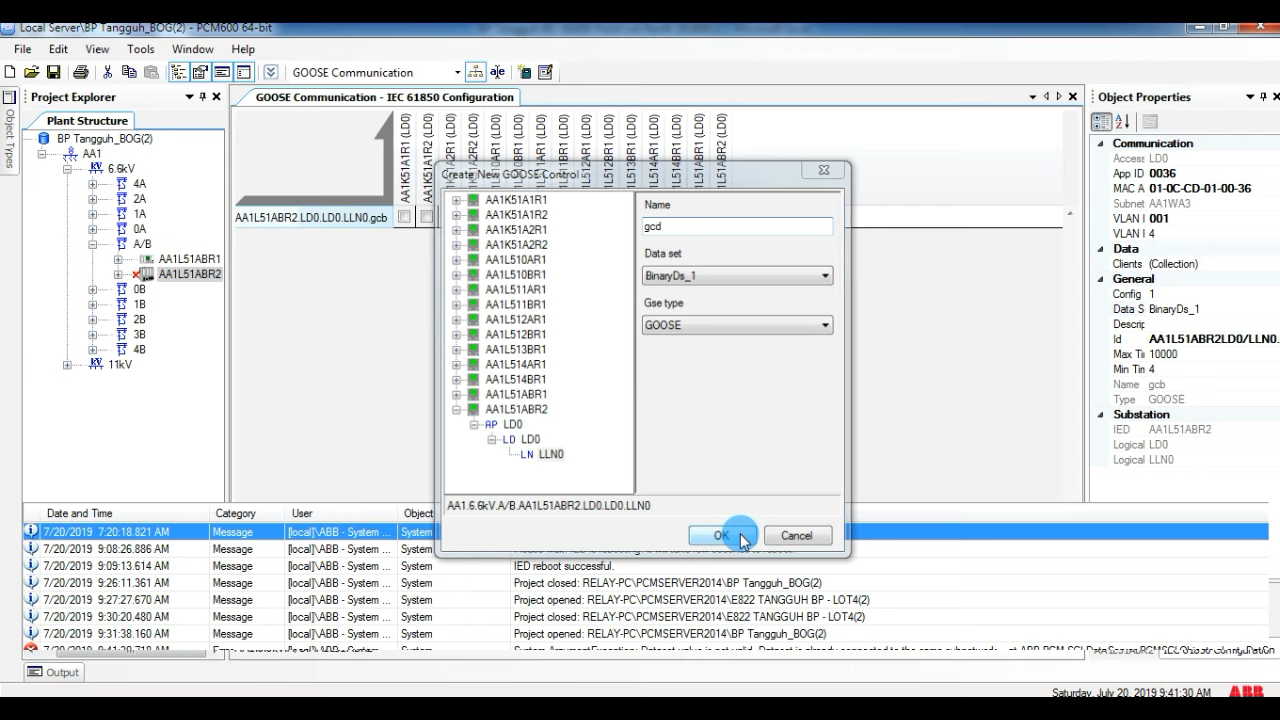 Local Server\BP Tangguh_BOG(2) - PCM600 64-bit
File Edit View Tools Window Help
GOOSE Communication
Project Explorer
Plant Structure
BP Tangguh_BOG(2)
AA1
6.6kV
4A
2A
1A
0A
A/B
AA1L51ABR1
AA1L51ABR2
0B
1B
2B
3B
4B
11kV
Object Types
GOOSE Communication - IEC 61850 Configuration
AA1K51A1R1 (LD0)
AA1K51A1R2 (LD0)
AA1L51ABR2.LD0.LD0.LLN0.gcb
Create New GOOSE Control
AA1K51A1R1
AA1K51A1R2
AA1K51A2R1
AA1K51A2R2
AA1L510AR1
AA1L510BR1
AA1L511AR1
AA1L511BR1
AA1L512AR1
AA1L512BR1
AA1L513BR1
AA1L514AR1
AA1L514BR1
AA1L51ABR1
AA1L51ABR2
AP LD0
LD LD0
LN LLN0
Name
gcd
Data set
BinaryDs_1
Gse type
GOOSE
AA1.6.6kV.A/B.AA1L51ABR2.LD0.LD0.LLN0
OK Cancel
Object Properties
Communication
Access LD0
App ID 0036
MAC A 01-0C-CD-01-00-36
Subnetw AA1WA3
VLAN I 001
VLAN F 4
Data
Clients (Collection)
General
Config 1
Data S BinaryDs_1
Descrip
Id AA1L51ABR2LD0/LLN0.
Max Ti 10000
Min Tim 4
Name gcb
Type GOOSE
Substation
IED AA1L51ABR2
Logical LD0
Logical LLN0
Date and Time Category User Object
7/20/2019 7:20:18.821 AM Message [local]\ABB - System ... System
7/20/2019 9:08:26.886 AM Message [local]\ABB - System ... System
7/20/2019 9:09:13.614 AM Message [local]\ABB - System ... System IED reboot successful.
7/20/2019 9:26:11.361 AM Message [local]\ABB - System ... System Project closed: RELAY-PC\PCMSERVER2014\BP Tangguh_BOG(2)
7/20/2019 9:27:27.670 AM Message [local]\ABB - System ... System Project opened: RELAY-PC\PCMSERVER2014\E822 TANGGUH BP - LOT4(2)
7/20/2019 9:30:20.480 AM Message [local]\ABB - System ... System Project closed: RELAY-PC\PCMSERVER2014\E822 TANGGUH BP - LOT4(2)
7/20/2019 9:31:38.160 AM Message [local]\ABB - System ... System Project opened: RELAY-PC\PCMSERVER2014\BP Tangguh_BOG(2)
Output
Saturday, July 20, 2019 9:41:30 AM ABB